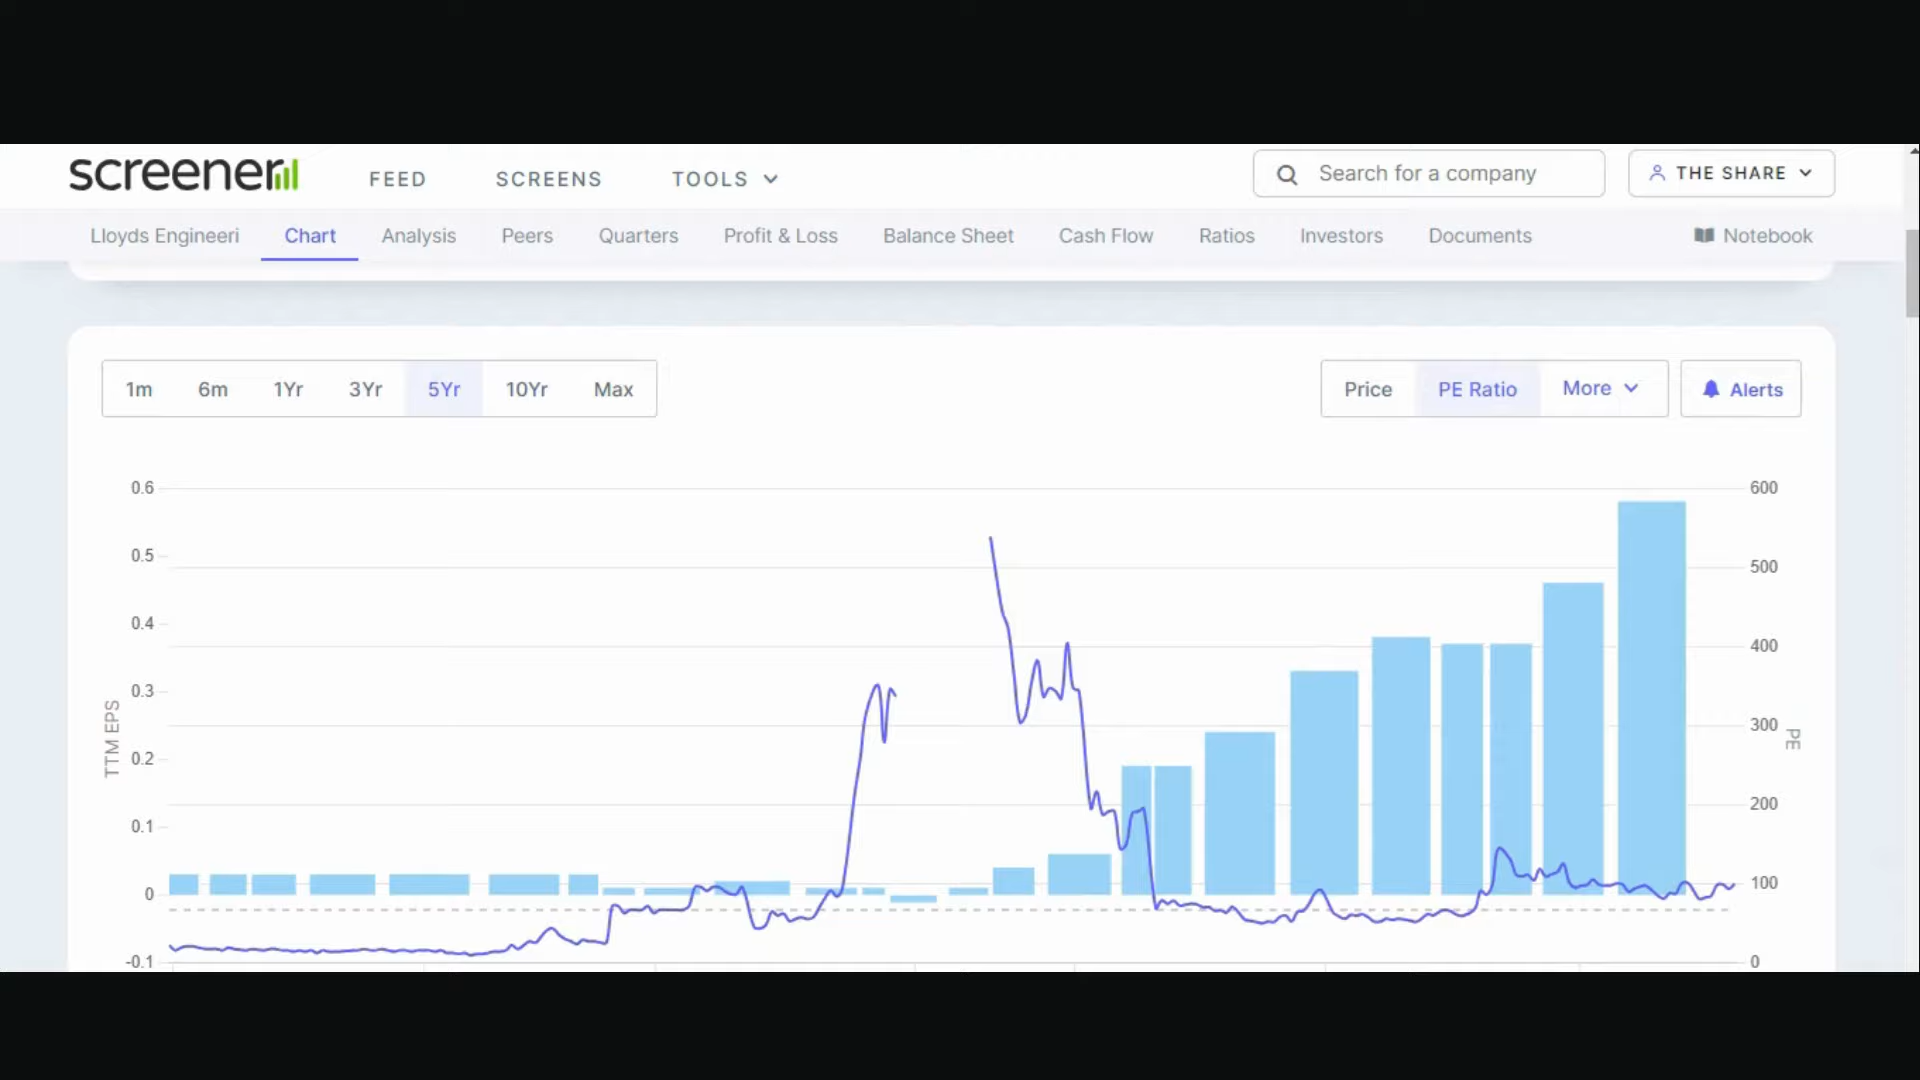 screener
FEED SCREENS TOOLS
Search for a company
THE SHARE
Lloyds Engineeri Chart Analysis Peers Quarters Profit & Loss Balance Sheet Cash Flow Ratios Investors Documents Notebook
1m 6m 1Yr 3Yr 5Yr 10Yr Max
Price PE Ratio More Alerts
0.6 600
0.5 500
0.4 400
0.3 300
0.2 200
0.1 100
0
-0.1 0
TTM EPS
PE